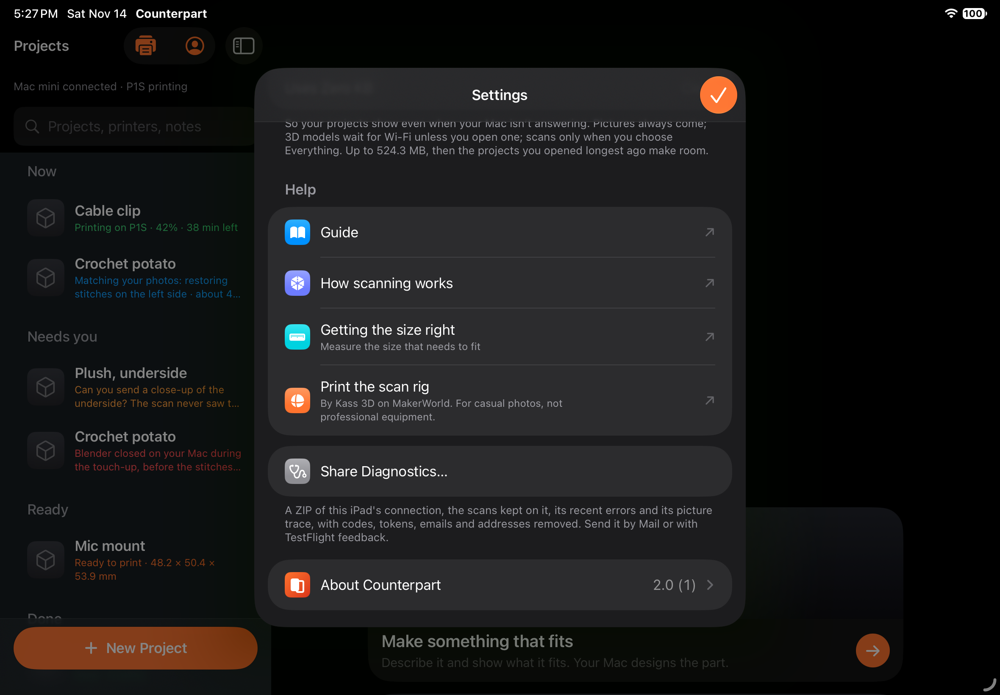 5:27 PM Sat Nov 14 Counterpart
100
Projects
Mac mini connected · P1S printing
Projects, printers, notes
Now
Cable clip
Printing on P1S · 42% · 38 min left
Crochet potato
Matching your photos: restoring
stitches on the left side · about 4...
Needs you
Plush, underside
Can you send a close-up of the
underside? The scan never saw t...
Crochet potato
Blender closed on your Mac during
the touch-up, before the stitches...
Ready
Mic mount
Ready to print · 48.2 × 50.4 ×
53.9 mm
Done
+ New Project
Settings
So your projects show even when your Mac isn't answering. Pictures always come;
3D models wait for Wi-Fi unless you open one; scans only when you choose
Everything. Up to 524.3 MB, then the projects you opened longest ago make room.
Help
Guide
How scanning works
Getting the size right
Measure the size that needs to fit
Print the scan rig
By Kass 3D on MakerWorld. For casual photos, not
professional equipment.
Share Diagnostics...
A ZIP of this iPad's connection, the scans kept on it, its recent errors and its picture
trace, with codes, tokens, emails and addresses removed. Send it by Mail or with
TestFlight feedback.
About Counterpart 2.0 (1)
Make something that fits
Describe it and show what it fits. Your Mac designs the part.